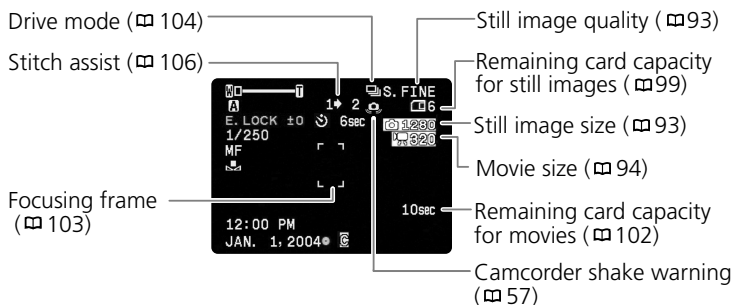 Drive mode ( 104)
Stitch assist ( 106)
Focusing frame
( 103)
W T
A
E. LOCK ±0
1/250
MF
1 2
6sec
S. FINE
6
1280
320
10sec
12:00 PM
JAN. 1, 2004
C
Still image quality ( 93)
Remaining card capacity
for still images ( 99)
Still image size ( 93)
Movie size ( 94)
Remaining card capacity
for movies ( 102)
Camcorder shake warning
( 57)